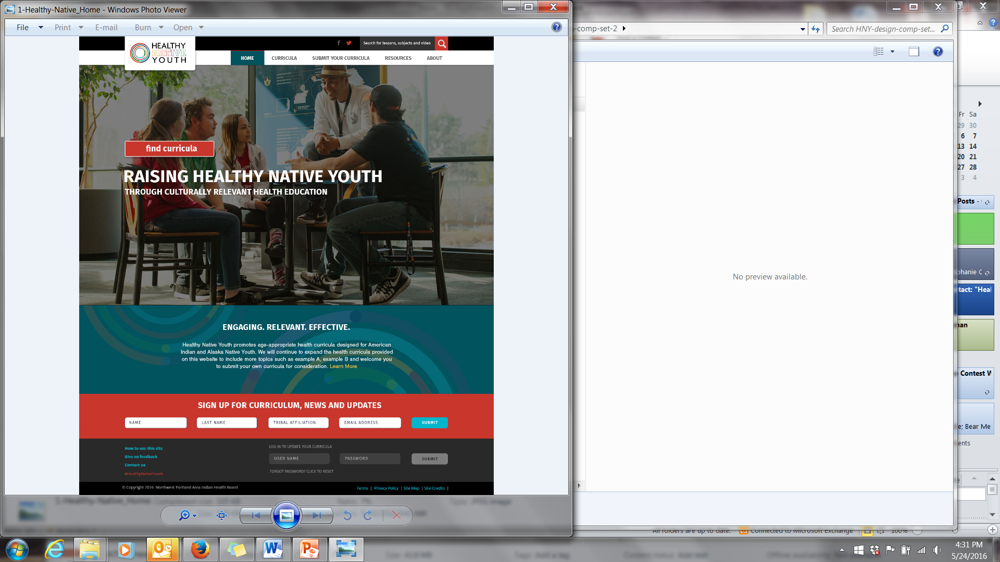 1-Healthy-Native_Home - Windows Photo Viewer
File Print E-mail Burn Open
HEALTHY
NATIVE
YOUTH
Search for lessons, subjects and video
HOME CURRICULA SUBMIT YOUR CURRICULA RESOURCES ABOUT
find curricula
RAISING HEALTHY NATIVE YOUTH
THROUGH CULTURALLY RELEVANT HEALTH EDUCATION
ENGAGING. RELEVANT. EFFECTIVE.
Healthy Native Youth promotes age-appropriate health curricula designed for American
Indian and Alaska Native Youth. We will continue to expand the health curricula provided
on this website to include more topics such as example A, example B and welcome you
to submit your own curricula for consideration. Learn More
SIGN UP FOR CURRICULUM, NEWS AND UPDATES
NAME LAST NAME TRIBAL AFFILIATION EMAIL ADDRESS SUBMIT
How to use this site
Give us feedback
Contact us
#HealthyNativeYouth
LOG IN TO UPDATE YOUR CURRICULA
USER NAME PASSWORD SUBMIT
FORGOT PASSWORD? CLICK TO RESET
© Copyright 2016 Northwest Portland Area Indian Health Board
Terms | Privacy Policy | Site Map | Site Credits |
1-Healthy-Native_Home
Type: JPEG image
-comp-set-2
Search HNY-design-comp-set...
No preview available.
Fr Sa
29 30
6 7
13 14
20 21
27 28
3 4
Posts -
phanie C
tact: "Heal
nan
Contest W
e; Bear Me
ents
All folders are up to date. Connected to Microsoft Exchange 100%
4:31 PM
5/24/2016